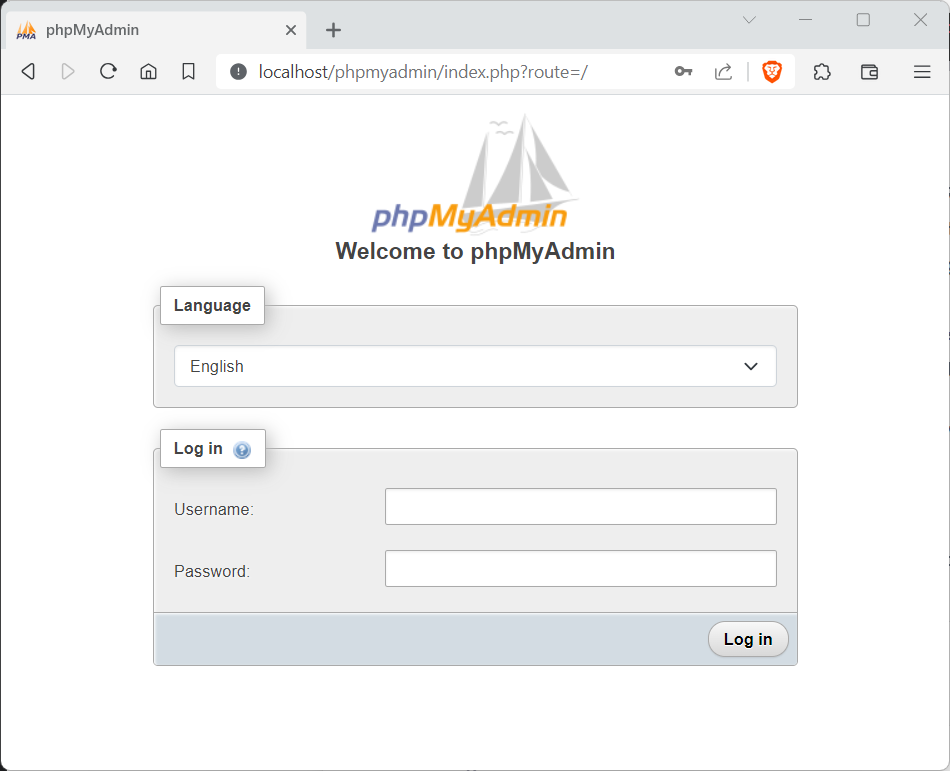 PMA phpMyAdmin
localhost/phpmyadmin/index.php?route=/
phpMyAdmin
Welcome to phpMyAdmin
Language
English
Log in
Username:
Password:
Log in